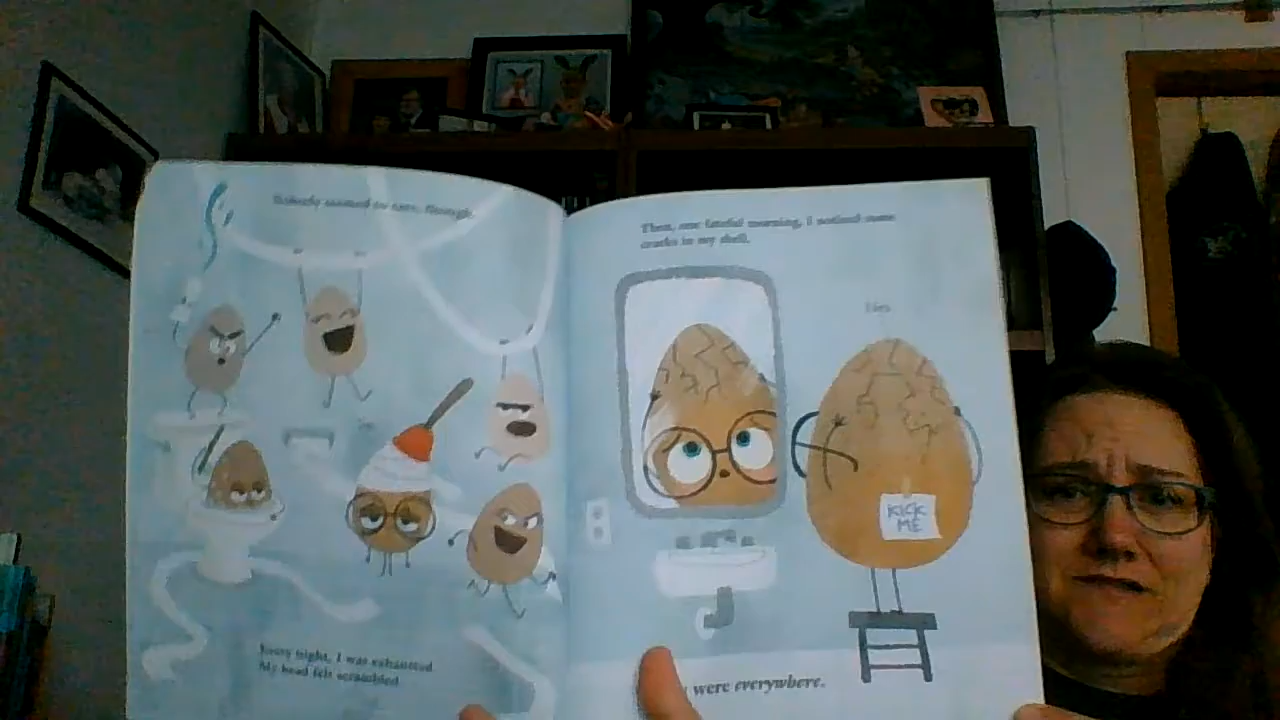 Nobody seemed to care, though.
Every night, I was exhausted.
My head felt scrambled.
Then, one fateful morning, I noticed some
cracks in my shell.
KICK
ME
were everywhere.